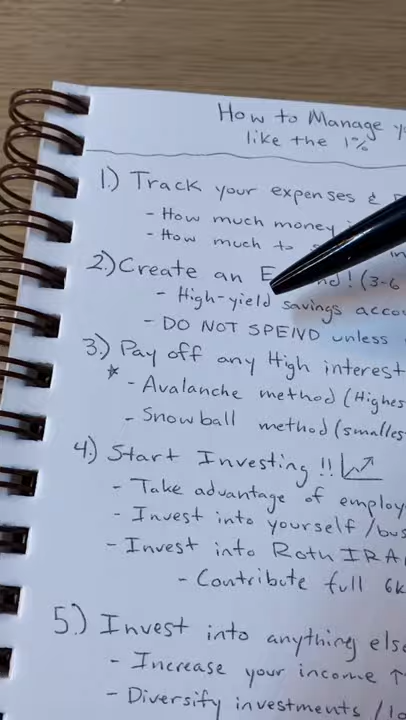 How to Manage
like the 1%
1.) Track your expenses &
- How much money
- How much to
2.) Create an ! (3-6
- High-yield savings
- DO NOT SPEND unless
3.) Pay off any High interest
* - Avalanche method (Highes
- Snowball method (smalles
4.) Start Investing !!
- Take advantage of employ
- Invest into yourself /bu
- Invest into Roth IRA
- Contribute full 6k
5.) Invest into anything else
- Increase your income ↑
- Diversify investments /